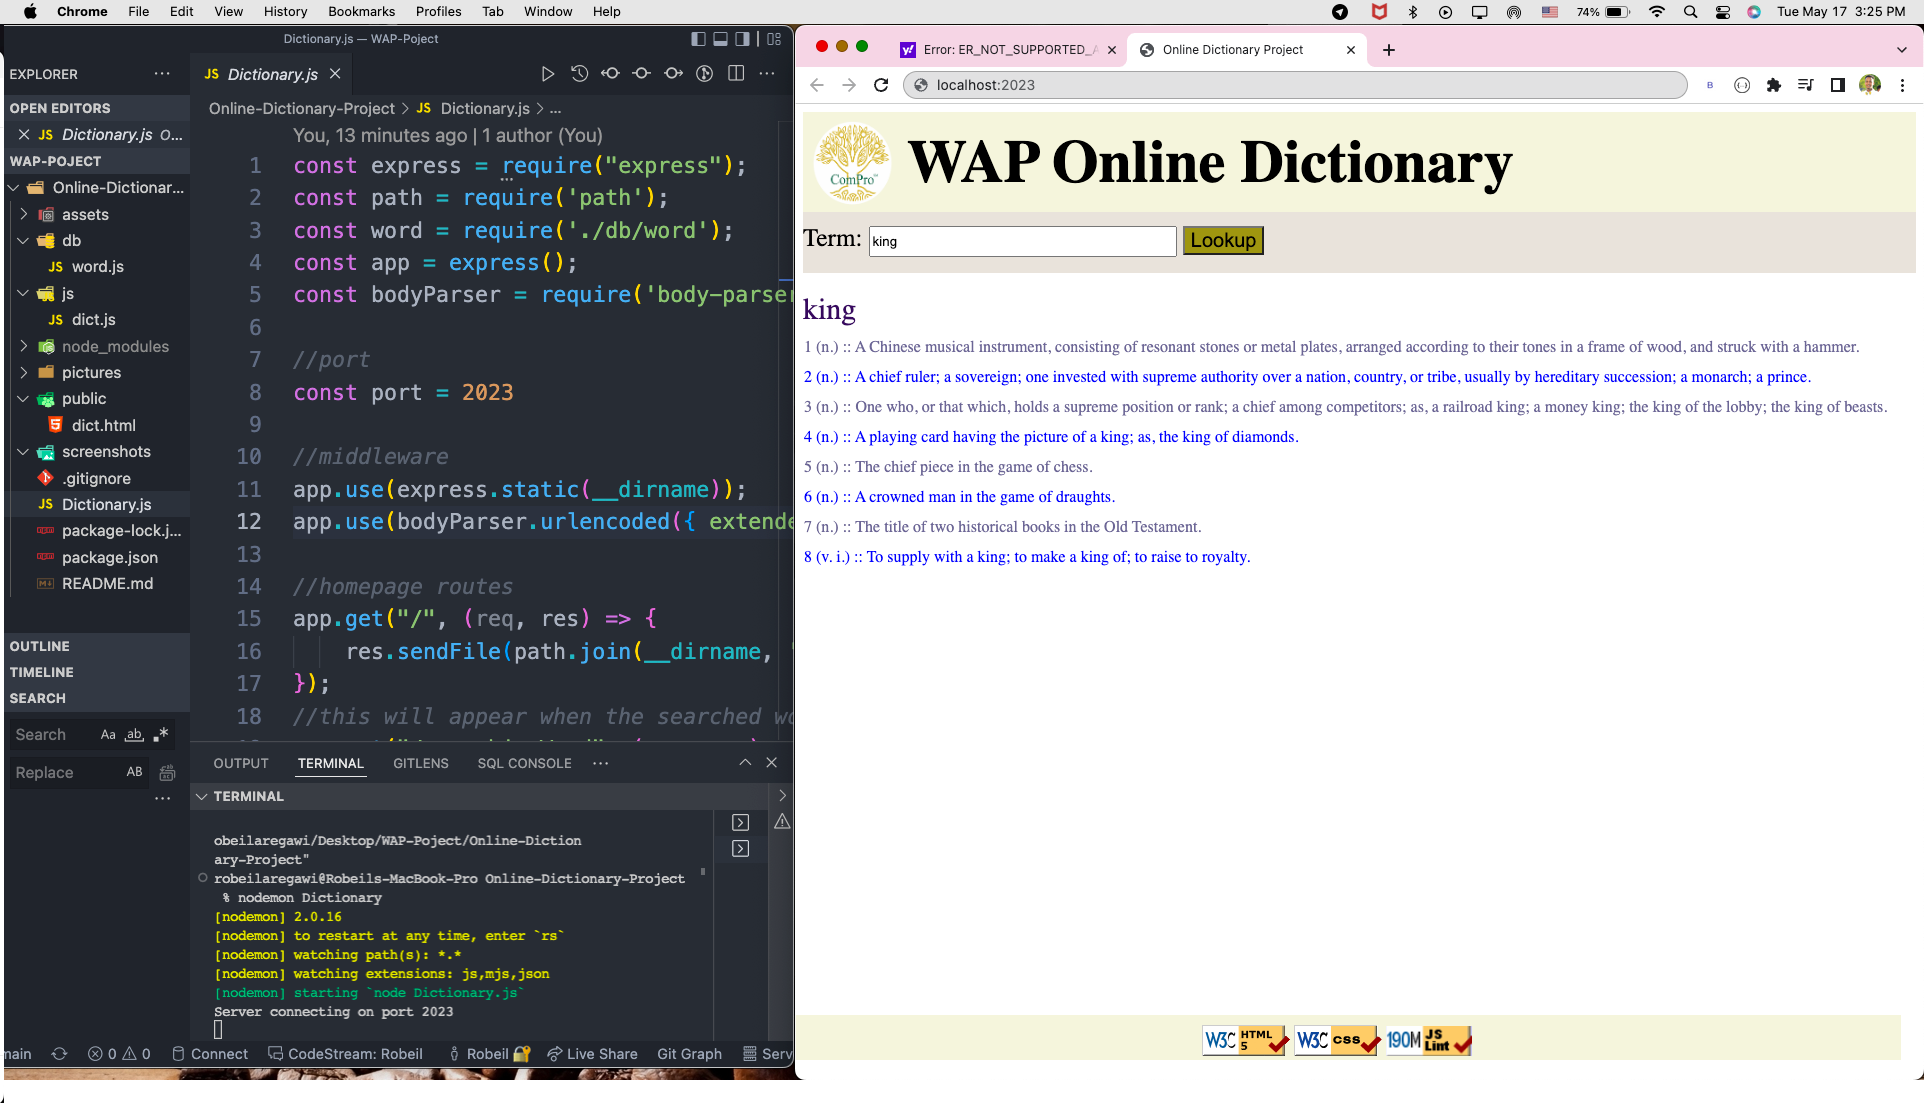 Chrome File Edit View History Bookmarks Profiles Tab Window Help 74% Tue May 17 3:25 PM
Dictionary.js — WAP-Poject
EXPLORER ...
OPEN EDITORS
JS Dictionary.js O...
WAP-POJECT
Online-Dictionar...
assets
db
JS word.js
js
JS dict.js
node_modules
pictures
public
dict.html
screenshots
.gitignore
JS Dictionary.js
package-lock.j...
package.json
README.md
OUTLINE
TIMELINE
SEARCH
Search Aa ab
Replace AB
JS Dictionary.js
Online-Dictionary-Project > JS Dictionary.js > ...
You, 13 minutes ago | 1 author (You)
1 const express = require("express");
2 const path = require('path');
3 const word = require('./db/word');
4 const app = express();
5 const bodyParser = require('body-parser
6
7 //port
8 const port = 2023
9
10 //middleware
11 app.use(express.static(__dirname));
12 app.use(bodyParser.urlencoded({ extende
13
14 //homepage routes
15 app.get("/", (req, res) => {
16 res.sendFile(path.join(__dirname, '
17 });
18 //this will appear when the searched wo
OUTPUT TERMINAL GITLENS SQL CONSOLE ...
TERMINAL
obeilaregawi/Desktop/WAP-Poject/Online-Diction
ary-Project"
robeilaregawi@Robeils-MacBook-Pro Online-Dictionary-Project
% nodemon Dictionary
[nodemon] 2.0.16
[nodemon] to restart at any time, enter `rs`
[nodemon] watching path(s): *.*
[nodemon] watching extensions: js,mjs,json
[nodemon] starting `node Dictionary.js`
Server connecting on port 2023
main 0 0 Connect CodeStream: Robeil Robeil Live Share Git Graph Serv
y! Error: ER_NOT_SUPPORTED_A Online Dictionary Project
localhost:2023
ComPro WAP Online Dictionary
Term: king Lookup
king
1 (n.) :: A Chinese musical instrument, consisting of resonant stones or metal plates, arranged according to their tones in a frame of wood, and struck with a hammer.
2 (n.) :: A chief ruler; a sovereign; one invested with supreme authority over a nation, country, or tribe, usually by hereditary succession; a monarch; a prince.
3 (n.) :: One who, or that which, holds a supreme position or rank; a chief among competitors; as, a railroad king; a money king; the king of the lobby; the king of beasts.
4 (n.) :: A playing card having the picture of a king; as, the king of diamonds.
5 (n.) :: The chief piece in the game of chess.
6 (n.) :: A crowned man in the game of draughts.
7 (n.) :: The title of two historical books in the Old Testament.
8 (v. i.) :: To supply with a king; to make a king of; to raise to royalty.
W3C HTML 5 W3C css 190M JS Lint